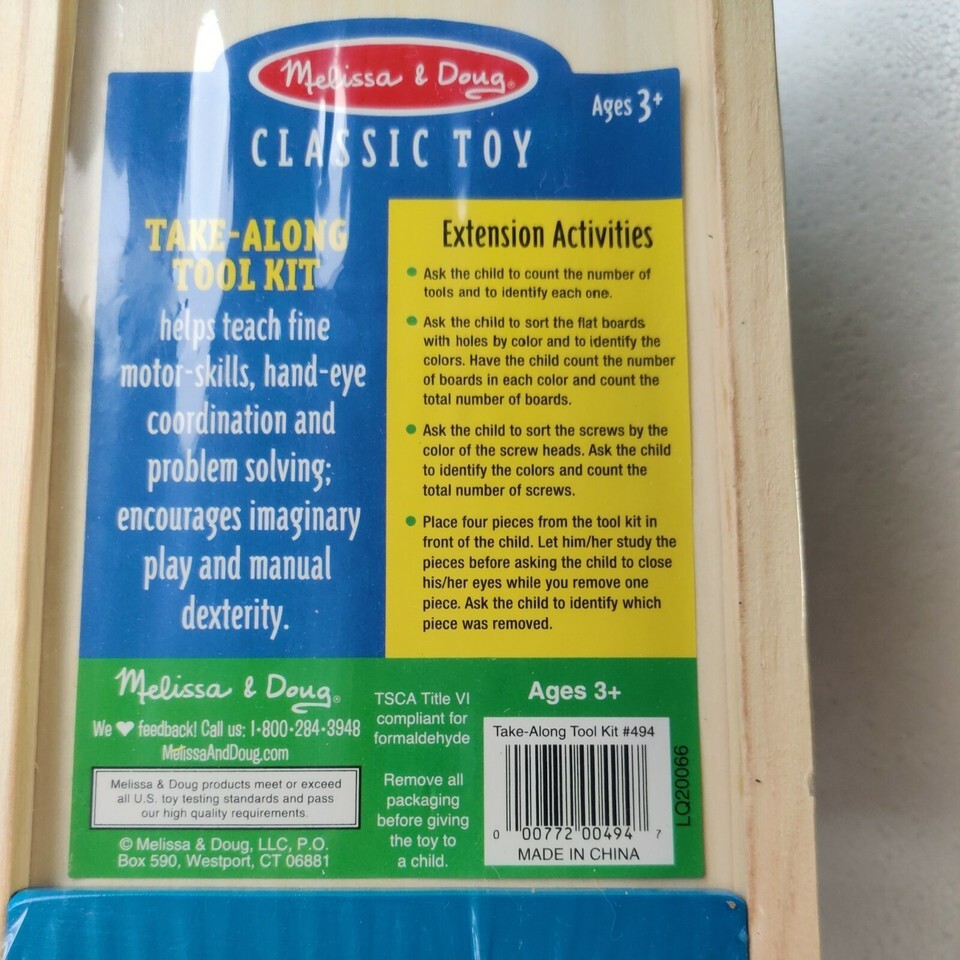 Melissa & Doug®
Ages 3+
CLASSIC TOY
TAKE-ALONG
TOOL KIT
helps teach fine
motor-skills, hand-eye
coordination and
problem solving;
encourages imaginary
play and manual
dexterity.
Extension Activities
• Ask the child to count the number of
tools and to identify each one.
• Ask the child to sort the flat boards
with holes by color and to identify the
colors. Have the child count the number
of boards in each color and count the
total number of boards.
• Ask the child to sort the screws by the
color of the screw heads. Ask the child
to identify the colors and count the
total number of screws.
• Place four pieces from the tool kit in
front of the child. Let him/her study the
pieces before asking the child to close
his/her eyes while you remove one
piece. Ask the child to identify which
piece was removed.
Melissa & Doug®
We ♥ feedback! Call us: 1-800-284-3948
MelissaAndDoug.com
Melissa & Doug products meet or exceed
all U.S. toy testing standards and pass
our high quality requirements.
© Melissa & Doug, LLC, P.O.
Box 590, Westport, CT 06881
TSCA Title VI
compliant for
formaldehyde
Remove all
packaging
before giving
the toy to
a child.
Ages 3+
Take-Along Tool Kit #494
0 00772 00494 7
MADE IN CHINA
LQ20066